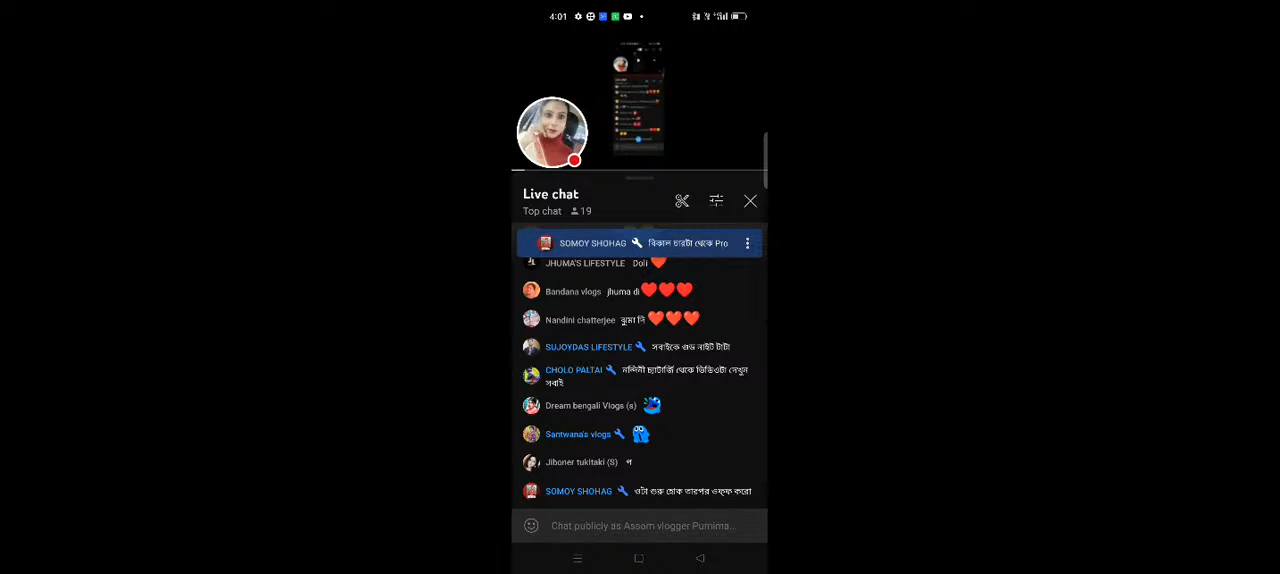 4:01
Live chat
Top chat 19
SOMOY SHOHAG বিকাল চারটা থেকে Pro
JHUMA'S LIFESTYLE Doli ❤️
Bandana vlogs jhuma di❤️❤️❤️
Nandini chatterjee ঝুমা দি ❤️❤️❤️
SUJOYDAS LIFESTYLE সবাইকে গুড নাইট টাটা
CHOLO PALTAI নন্দিনী চ্যাটার্জি থেকে ভিডিওটা দেখুন
সবাই
Dream bengali Vlogs (s)
Santwana's vlogs
Jiboner tukitaki (S) প
SOMOY SHOHAG ওটা শুরু হোক তারপর ওফ্ফ করো
Chat publicly as Assam vlogger Purnima...